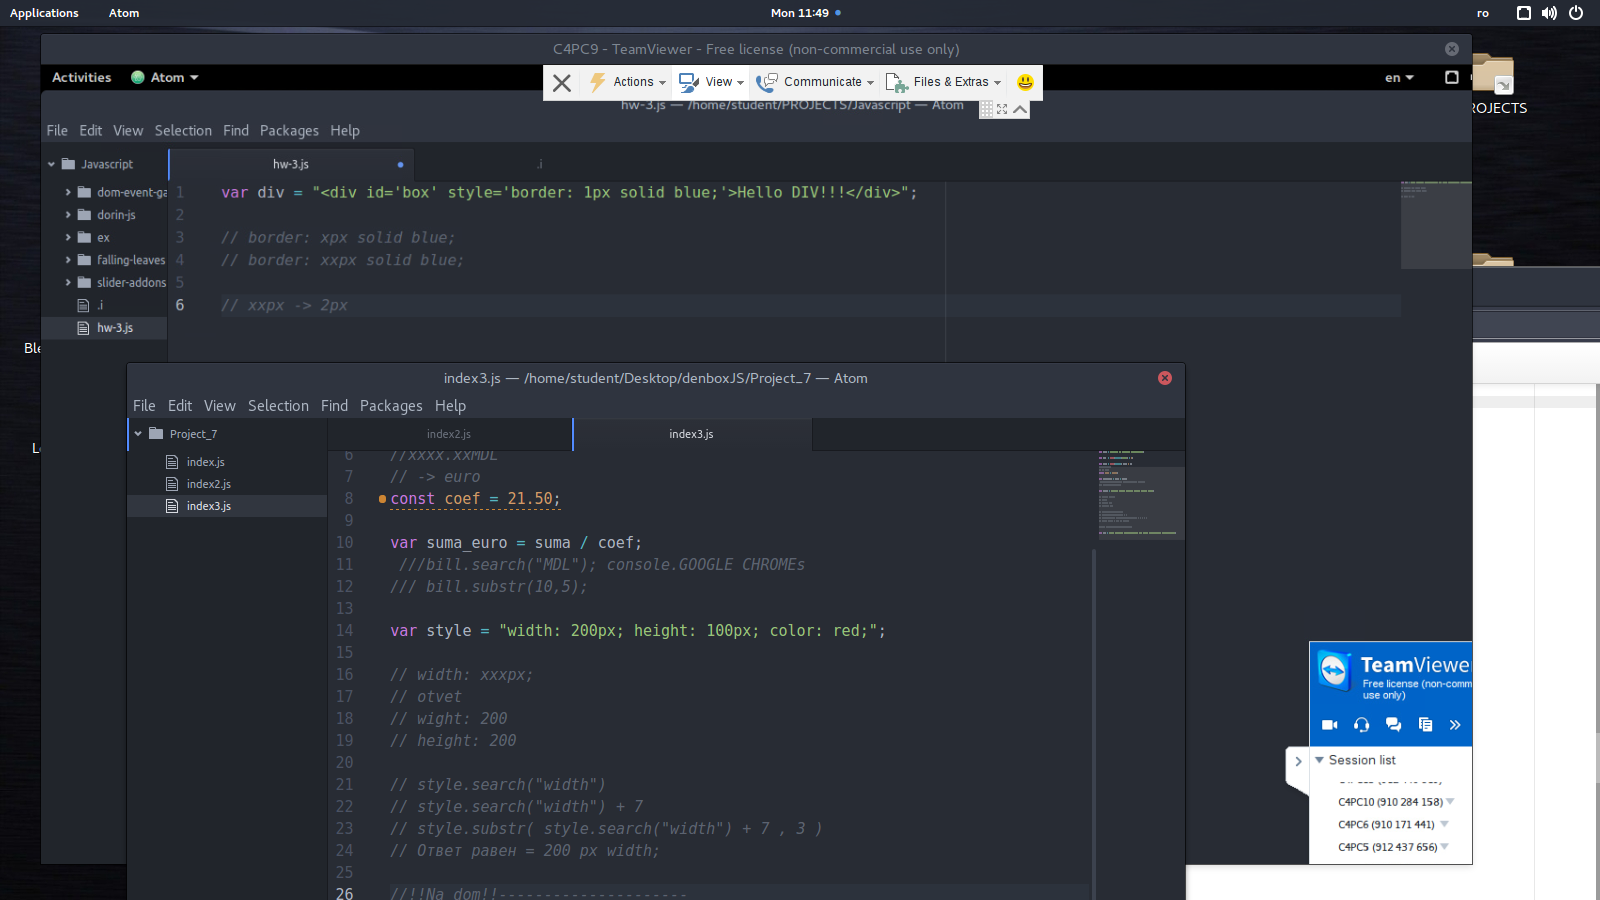 Applications Atom Mon 11:49 ro
C4PC9 - TeamViewer - Free license (non-commercial use only)
Activities Atom en
Actions View Communicate Files & Extras
hw-3.js — /home/student/PROJECTS/Javascript — Atom
ROJECTS
File Edit View Selection Find Packages Help
Javascript
dom-event-ga
dorin-js
ex
falling-leaves
slider-addons
.i
hw-3.js
hw-3.js .i
1 var div = "<div id='box' style='border: 1px solid blue;'>Hello DIV!!!</div>";
2
3 // border: xpx solid blue;
4 // border: xxpx solid blue;
5
6 // xxpx -> 2px
Ble
index3.js — /home/student/Desktop/denboxJS/Project_7 — Atom
File Edit View Selection Find Packages Help
Project_7
index.js
index2.js
index3.js
index2.js index3.js
6 //xxxx.xxMDL
7 // -> euro
8 const coef = 21.50;
9
10 var suma_euro = suma / coef;
11 ///bill.search("MDL"); console.GOOGLE CHROMEs
12 /// bill.substr(10,5);
13
14 var style = "width: 200px; height: 100px; color: red;";
15
16 // width: xxxpx;
17 // otvet
18 // wight: 200
19 // height: 200
20
21 // style.search("width")
22 // style.search("width") + 7
23 // style.substr( style.search("width") + 7 , 3 )
24 // Ответ равен = 200 px width;
25
26 //!!Na dom!!---------------------
TeamViewer
Free license (non-comm
use only)
Session list
C4PC10 (910 284 158)
C4PC6 (910 171 441)
C4PC5 (912 437 656)